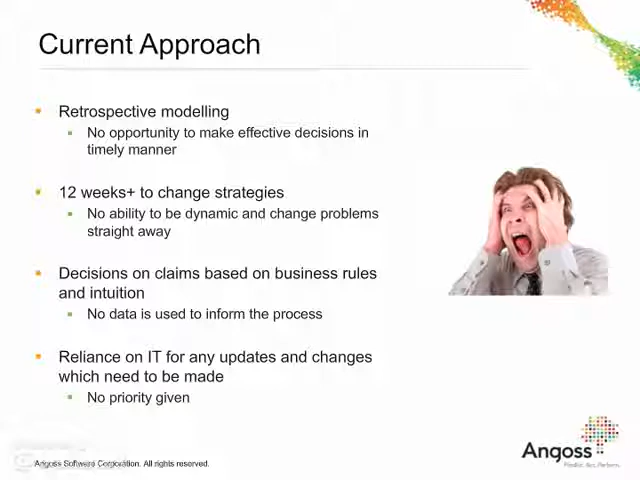 Current Approach
Retrospective modelling
No opportunity to make effective decisions in
timely manner
12 weeks+ to change strategies
No ability to be dynamic and change problems
straight away
Decisions on claims based on business rules
and intuition
No data is used to inform the process
Reliance on IT for any updates and changes
which need to be made
No priority given
Angoss
Predict. Act. Perform.
Angoss Software Corporation. All rights reserved.